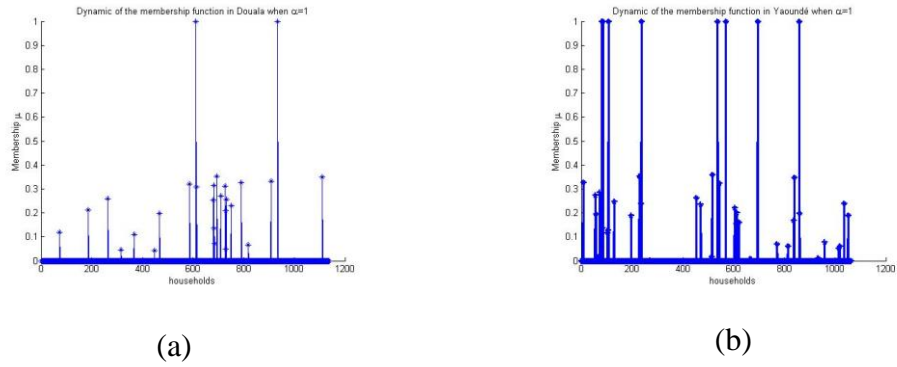 Dynamic of the membership function in Douala when α=1
1
0.9
0.8
0.7
0.6
0.5
0.4
0.3
0.2
0.1
0
Membership μ
0 200 400 600 800 1000 1200
households
(a)
Dynamic of the membership function in Yaoundé when α=1
1
0.9
0.8
0.7
0.6
0.5
0.4
0.3
0.2
0.1
0
Membership μ
0 200 400 600 800 1000 1200
households
(b)